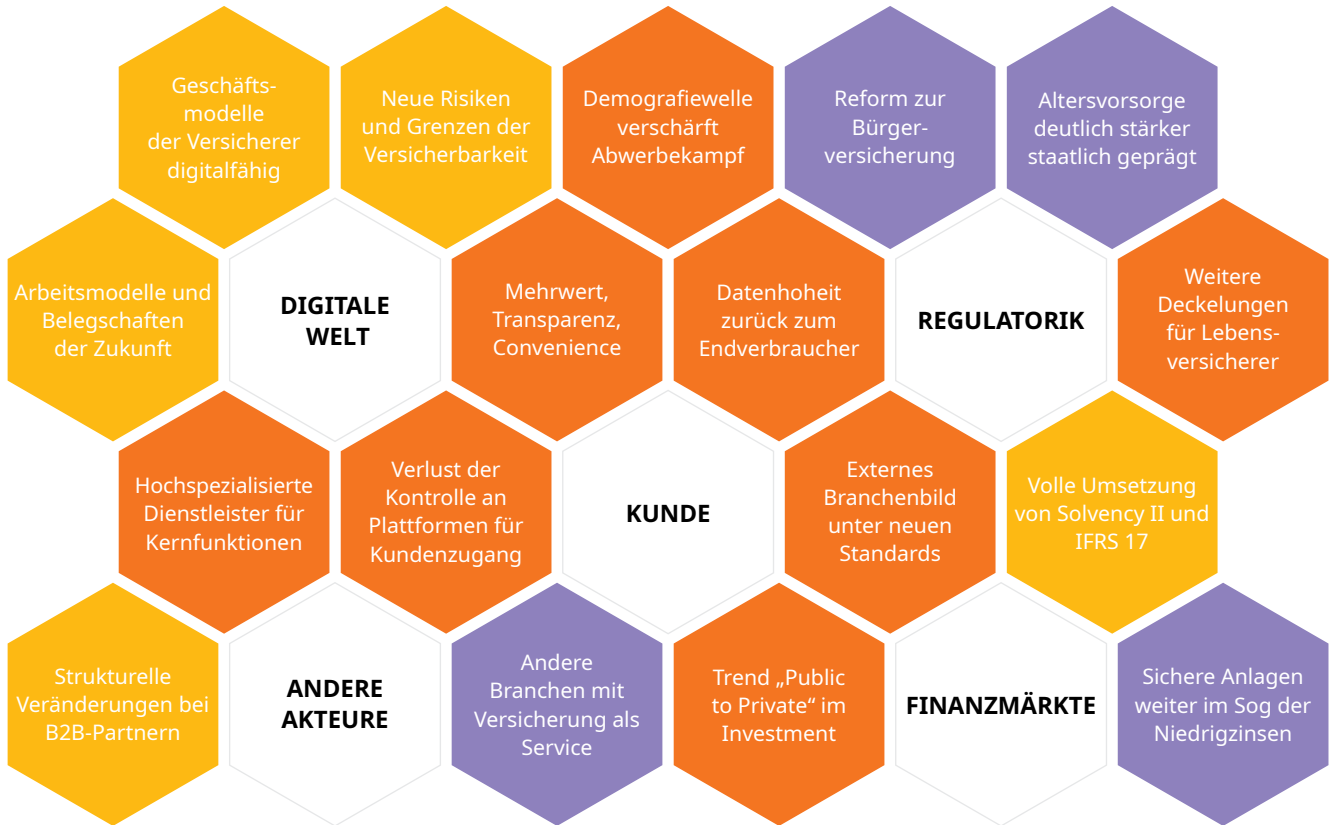 Geschäfts-
modelle
der Versicherer
digitalfähig
Neue Risiken
und Grenzen der
Versicherbarkeit
Demografiewelle
verschärft
Abwerbekampf
Reform zur
Bürger-
versicherung
Altersvorsorge
deutlich stärker
staatlich geprägt
Arbeitsmodelle und
Belegschaften
der Zukunft
DIGITALE
WELT
Mehrwert,
Transparenz,
Convenience
Datenhoheit
zurück zum
Endverbraucher
REGULATORIK
Weitere
Deckelungen
für Lebens-
versicherer
Hochspezialisierte
Dienstleister für
Kernfunktionen
Verlust der
Kontrolle an
Plattformen für
Kundenzugang
KUNDE
Externes
Branchenbild
unter neuen
Standards
Volle Umsetzung
von Solvency II und
IFRS 17
Strukturelle
Veränderungen bei
B2B-Partnern
ANDERE
AKTEURE
Andere
Branchen mit
Versicherung als
Service
Trend „Public
to Private“ im
Investment
FINANZMÄRKTE
Sichere Anlagen
weiter im Sog der
Niedrigzinsen